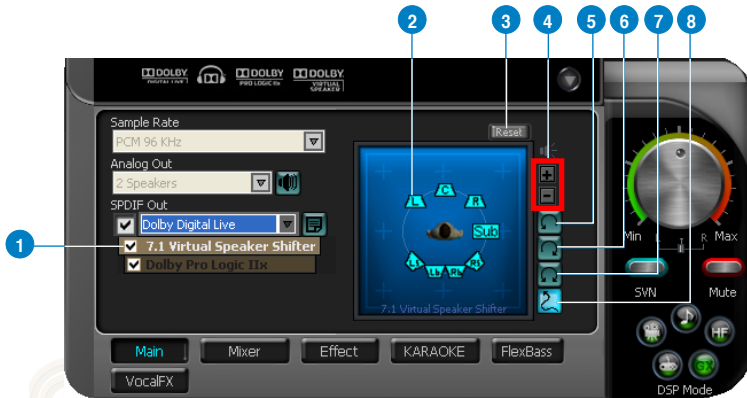 2 3 4 5 6 7 8
DOLBY DIGITAL LIVE DOLBY PRO LOGIC IIx DOLBY VIRTUAL SPEAKER
Sample Rate
PCM 96 KHz
Reset
Analog Out
2 Speakers
SPDIF Out
Dolby Digital Live
1
7.1 Virtual Speaker Shifter
Dolby Pro Logic IIx
L C R
Sub
Ls Lb Rb Rs
7.1 Virtual Speaker Shifter
+
-
Min L R Max
SVN Mute
HF
GX
DSP Mode
Main Mixer Effect KARAOKE FlexBass
VocalFX